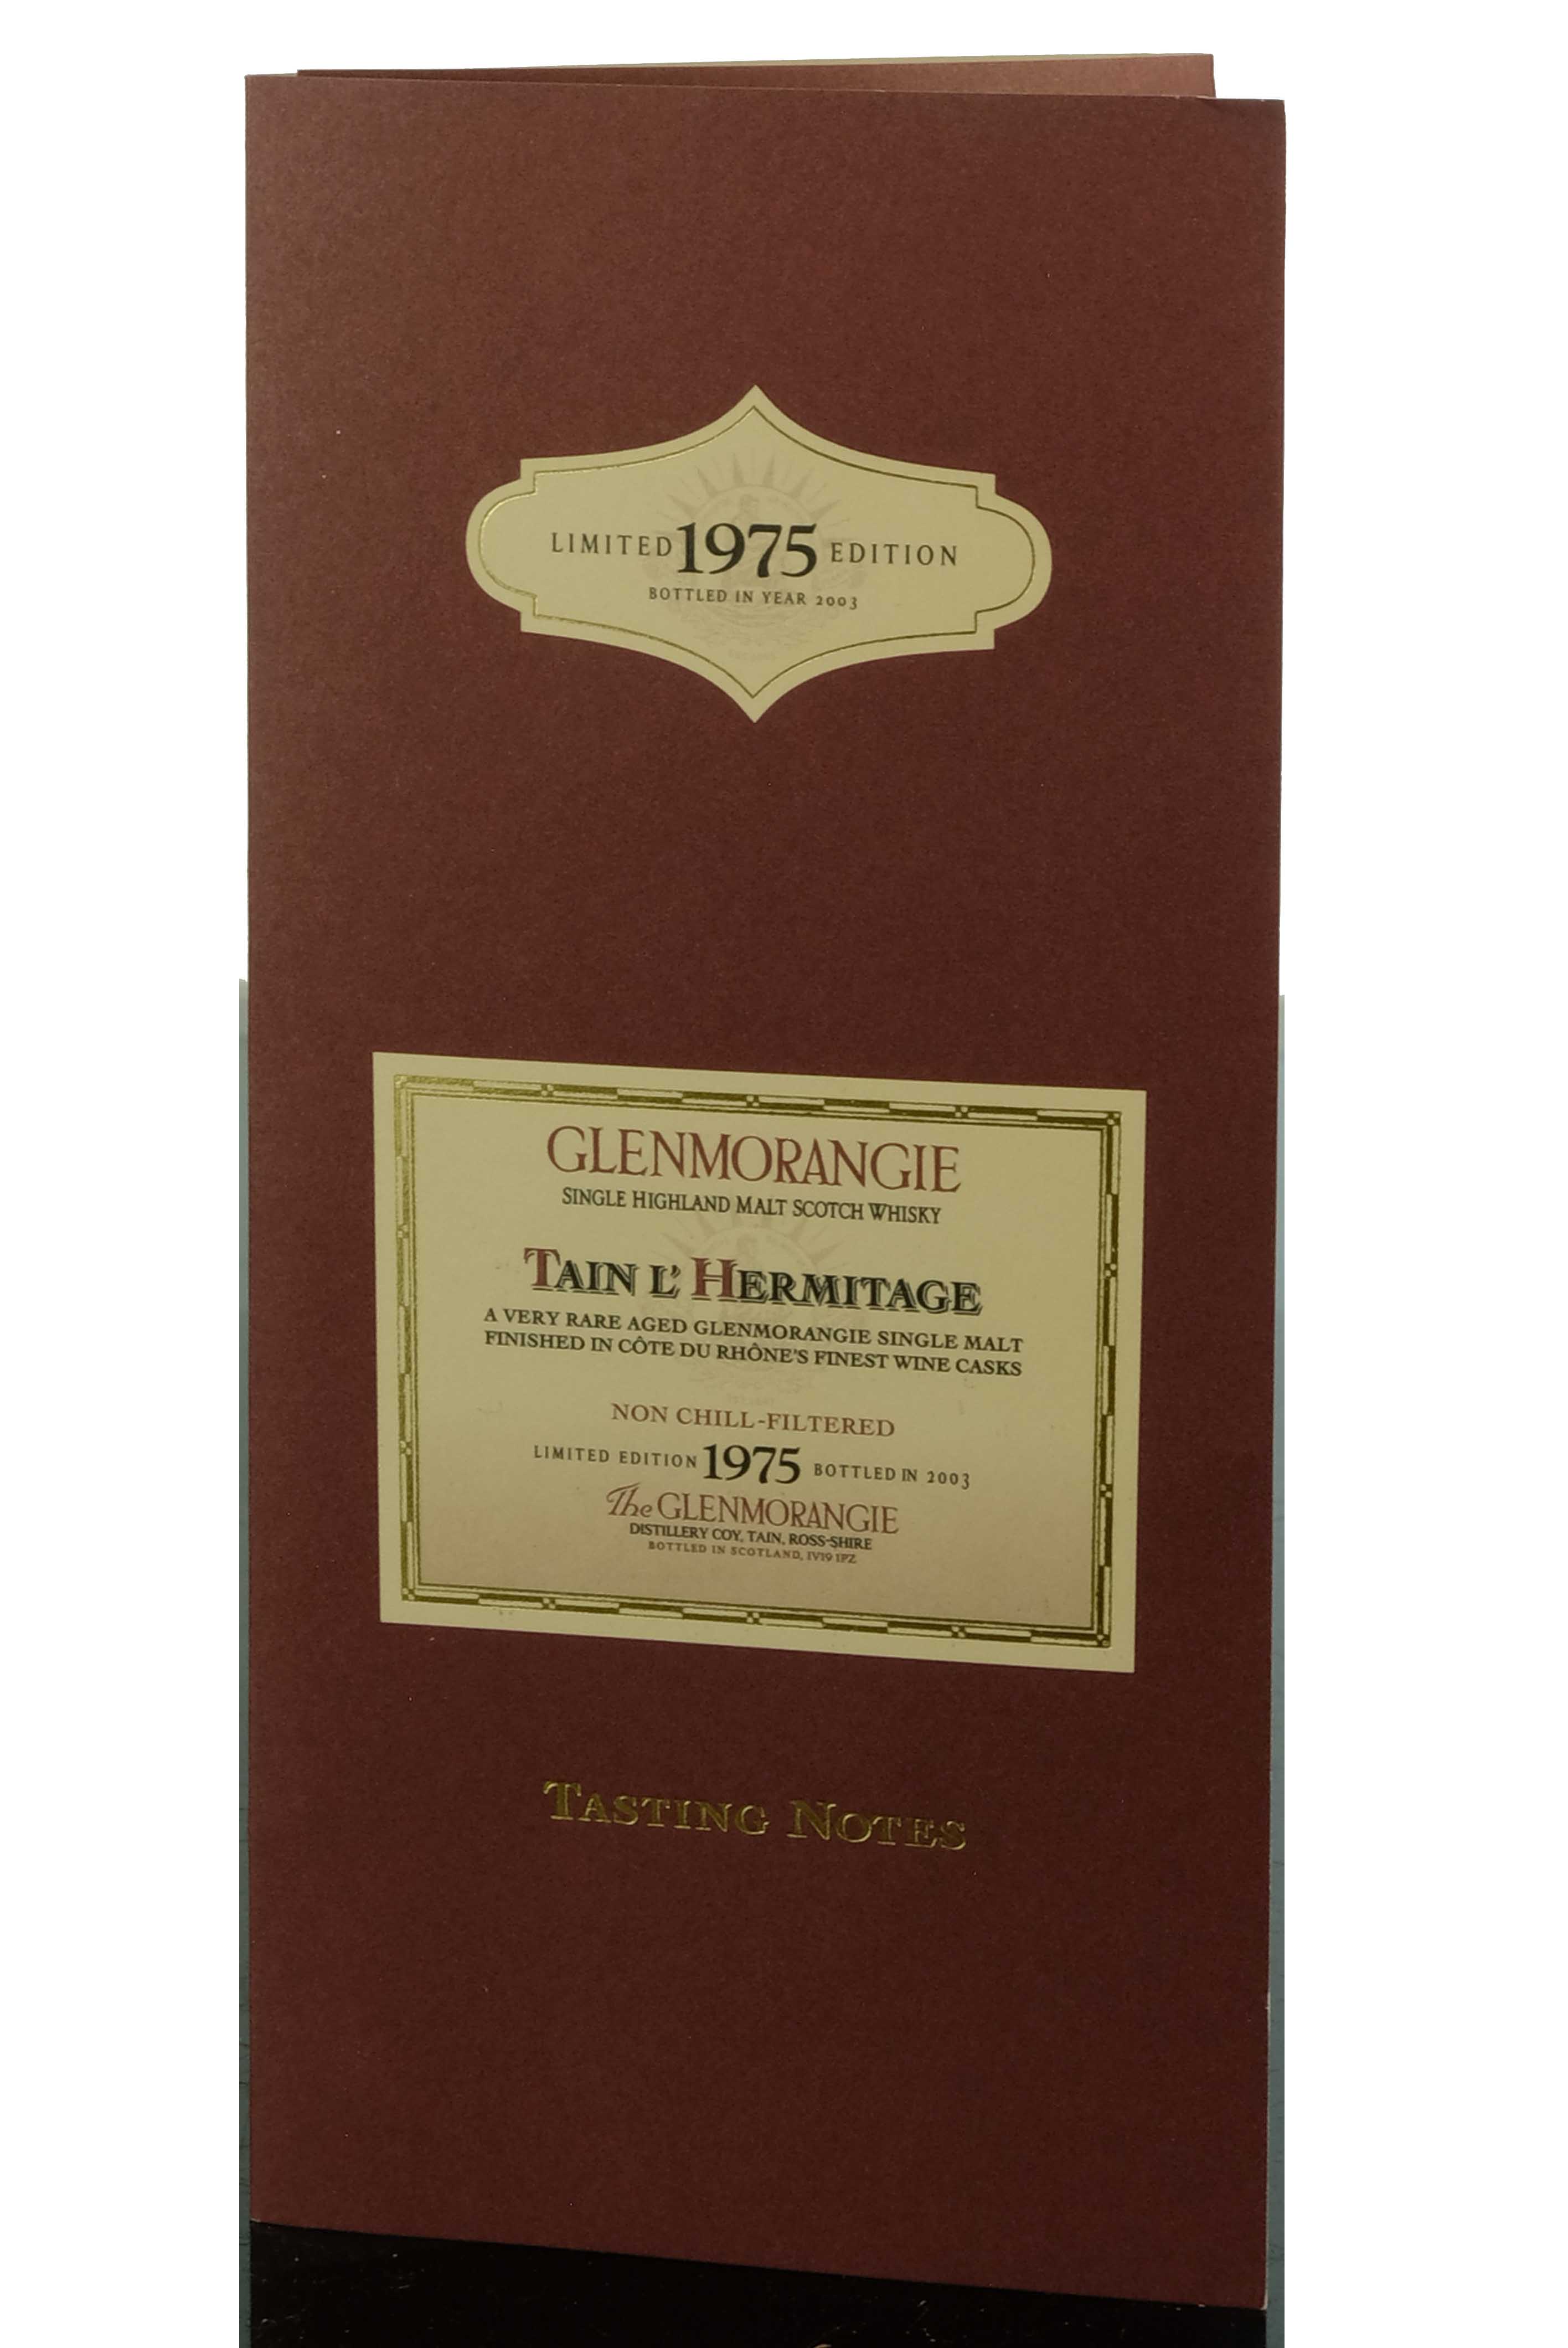 LIMITED 1975 EDITION
BOTTLED IN YEAR 2003
GLENMORANGIE
SINGLE HIGHLAND MALT SCOTCH WHISKY
TAIN L' HERMITAGE
A VERY RARE AGED GLENMORANGIE SINGLE MALT
FINISHED IN CÔTE DU RHÔNE'S FINEST WINE CASKS
NON CHILL-FILTERED
LIMITED EDITION 1975 BOTTLED IN 2003
The GLENMORANGIE
DISTILLERY COY, TAIN, ROSS-SHIRE
BOTTLED IN SCOTLAND, IV19 1PZ
TASTING NOTES